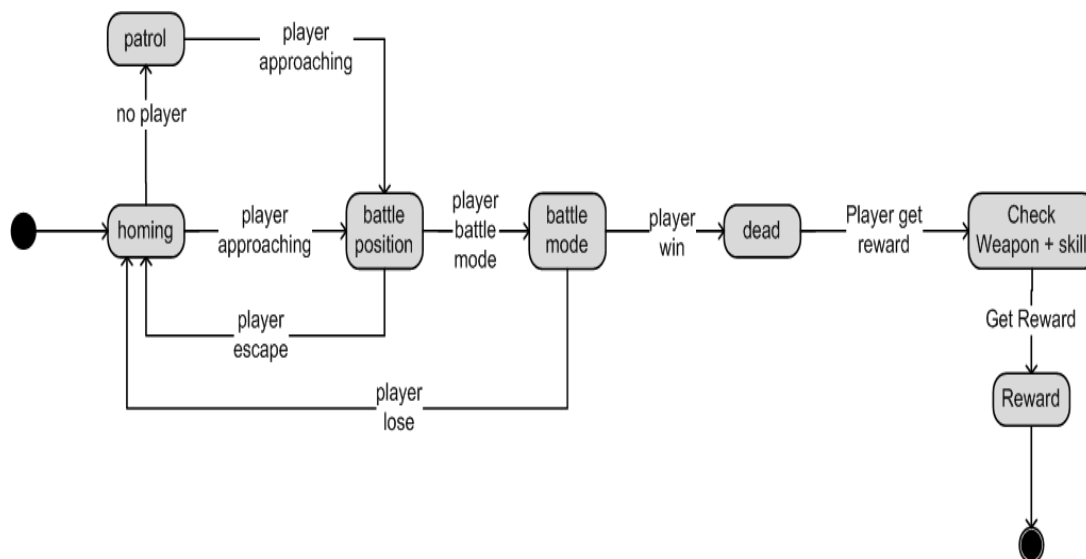 patrol
player
approaching
no player
homing
player
approaching
battle
position
player
battle
mode
battle
mode
player
win
dead
Player get
reward
Check
Weapon + skill
player
escape
Get Reward
player
lose
Reward